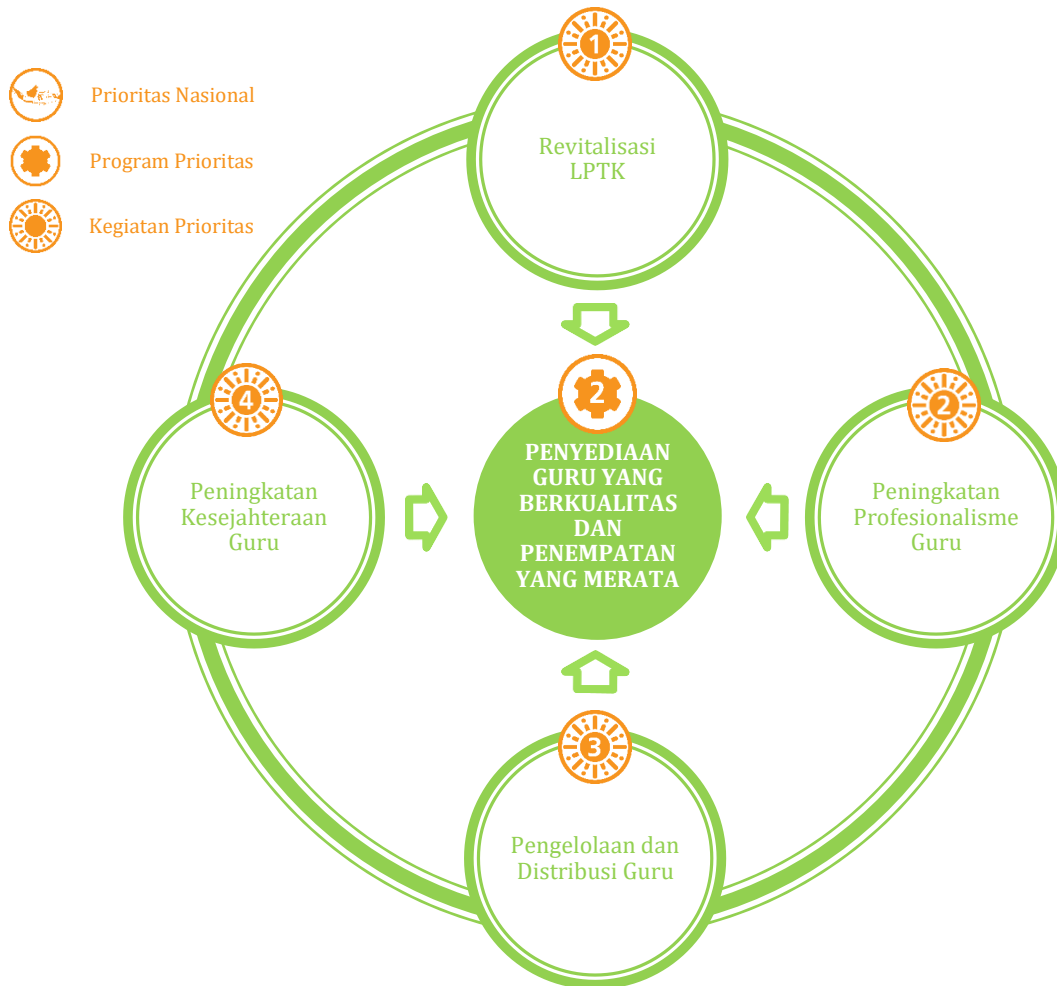 Prioritas Nasional
Program Prioritas
Kegiatan Prioritas
1
Revitalisasi
LPTK
2
PENYEDIAAN
GURU YANG
BERKUALITAS
DAN
PENEMPATAN
YANG MERATA
2
Peningkatan
Profesionalisme
Guru
3
Pengelolaan dan
Distribusi Guru
4
Peningkatan
Kesejahteraan
Guru